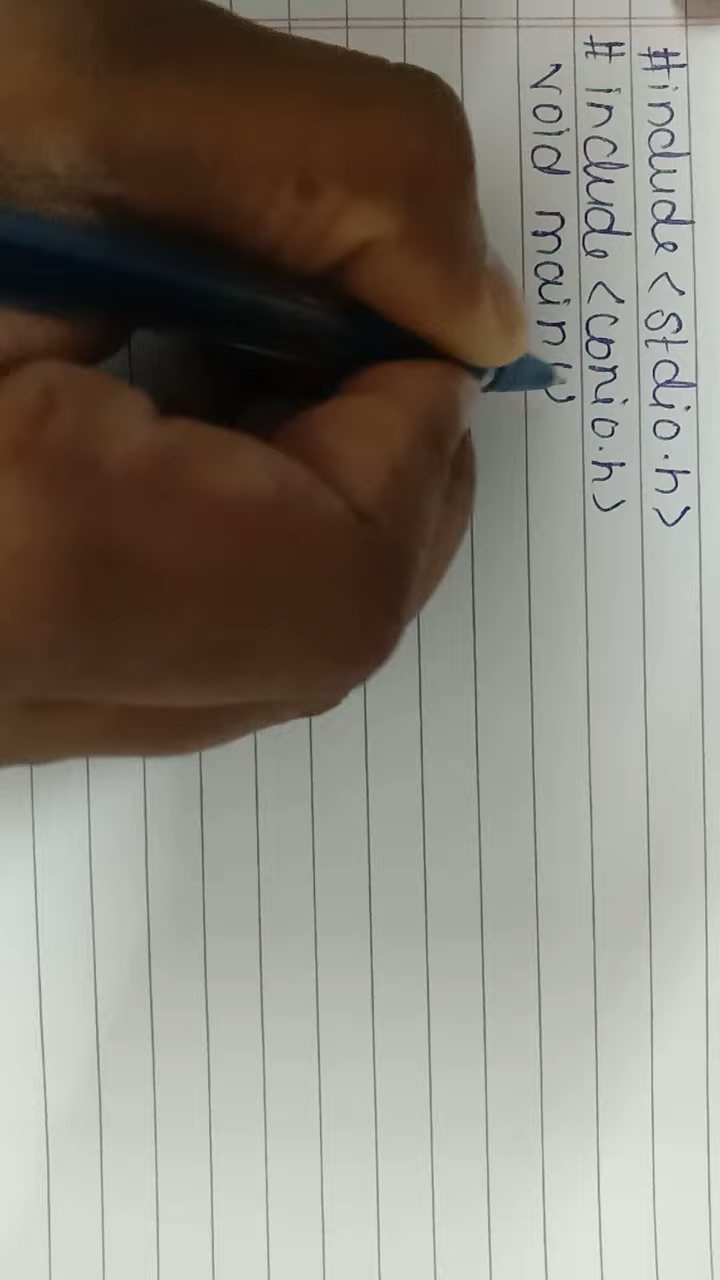 #include <stdio.h>
# include <conio.h>
void main()